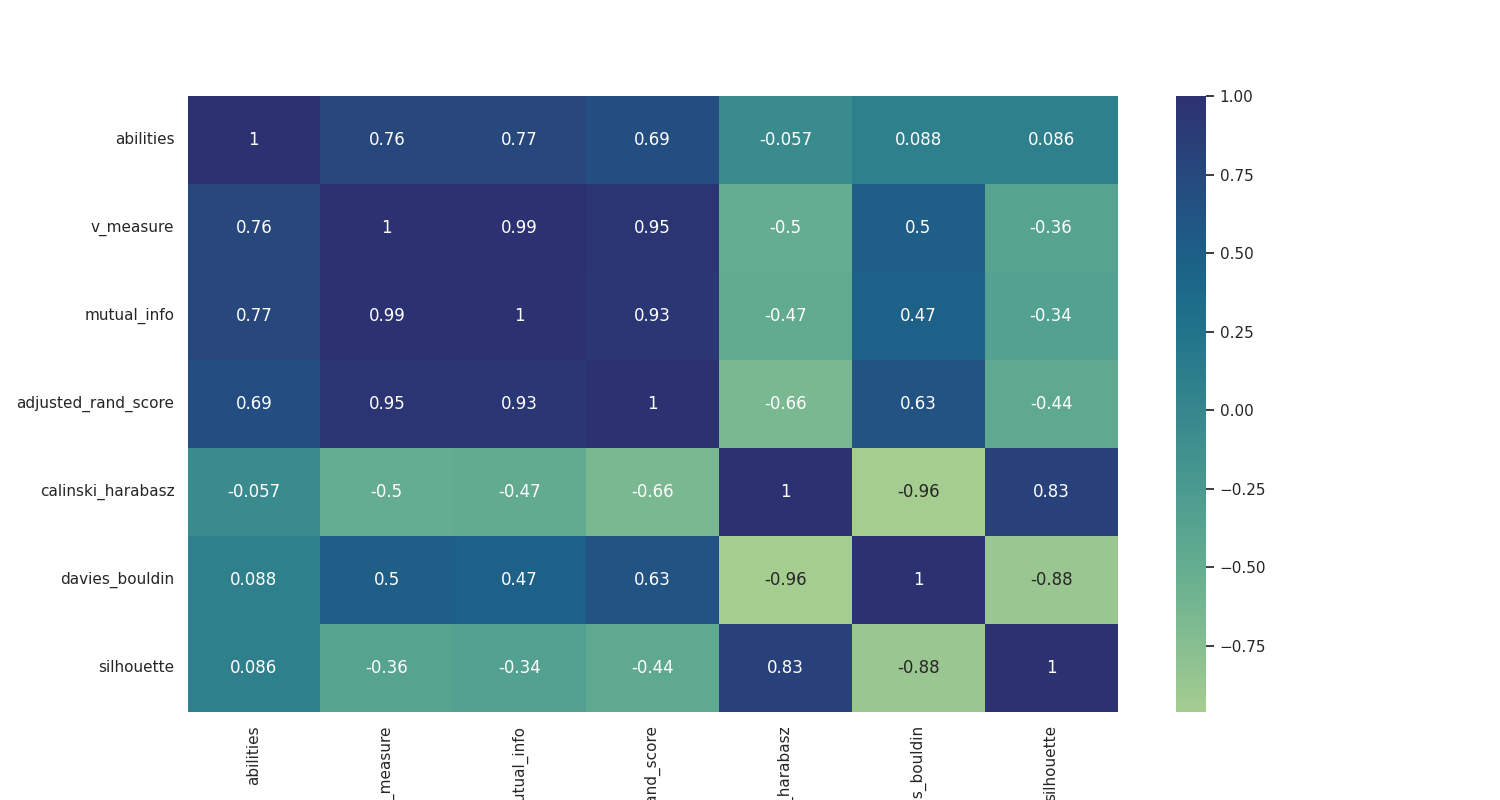 abilities 1 0.76 0.77 0.69 -0.057 0.088 0.086
v_measure 0.76 1 0.99 0.95 -0.5 0.5 -0.36
mutual_info 0.77 0.99 1 0.93 -0.47 0.47 -0.34
adjusted_rand_score 0.69 0.95 0.93 1 -0.66 0.63 -0.44
calinski_harabasz -0.057 -0.5 -0.47 -0.66 1 -0.96 0.83
davies_bouldin 0.088 0.5 0.47 0.63 -0.96 1 -0.88
silhouette 0.086 -0.36 -0.34 -0.44 0.83 -0.88 1
abilities
_measure
utual_info
and_score
_harabasz
s_bouldin
silhouette
1.00
0.75
0.50
0.25
0.00
−0.25
−0.50
−0.75